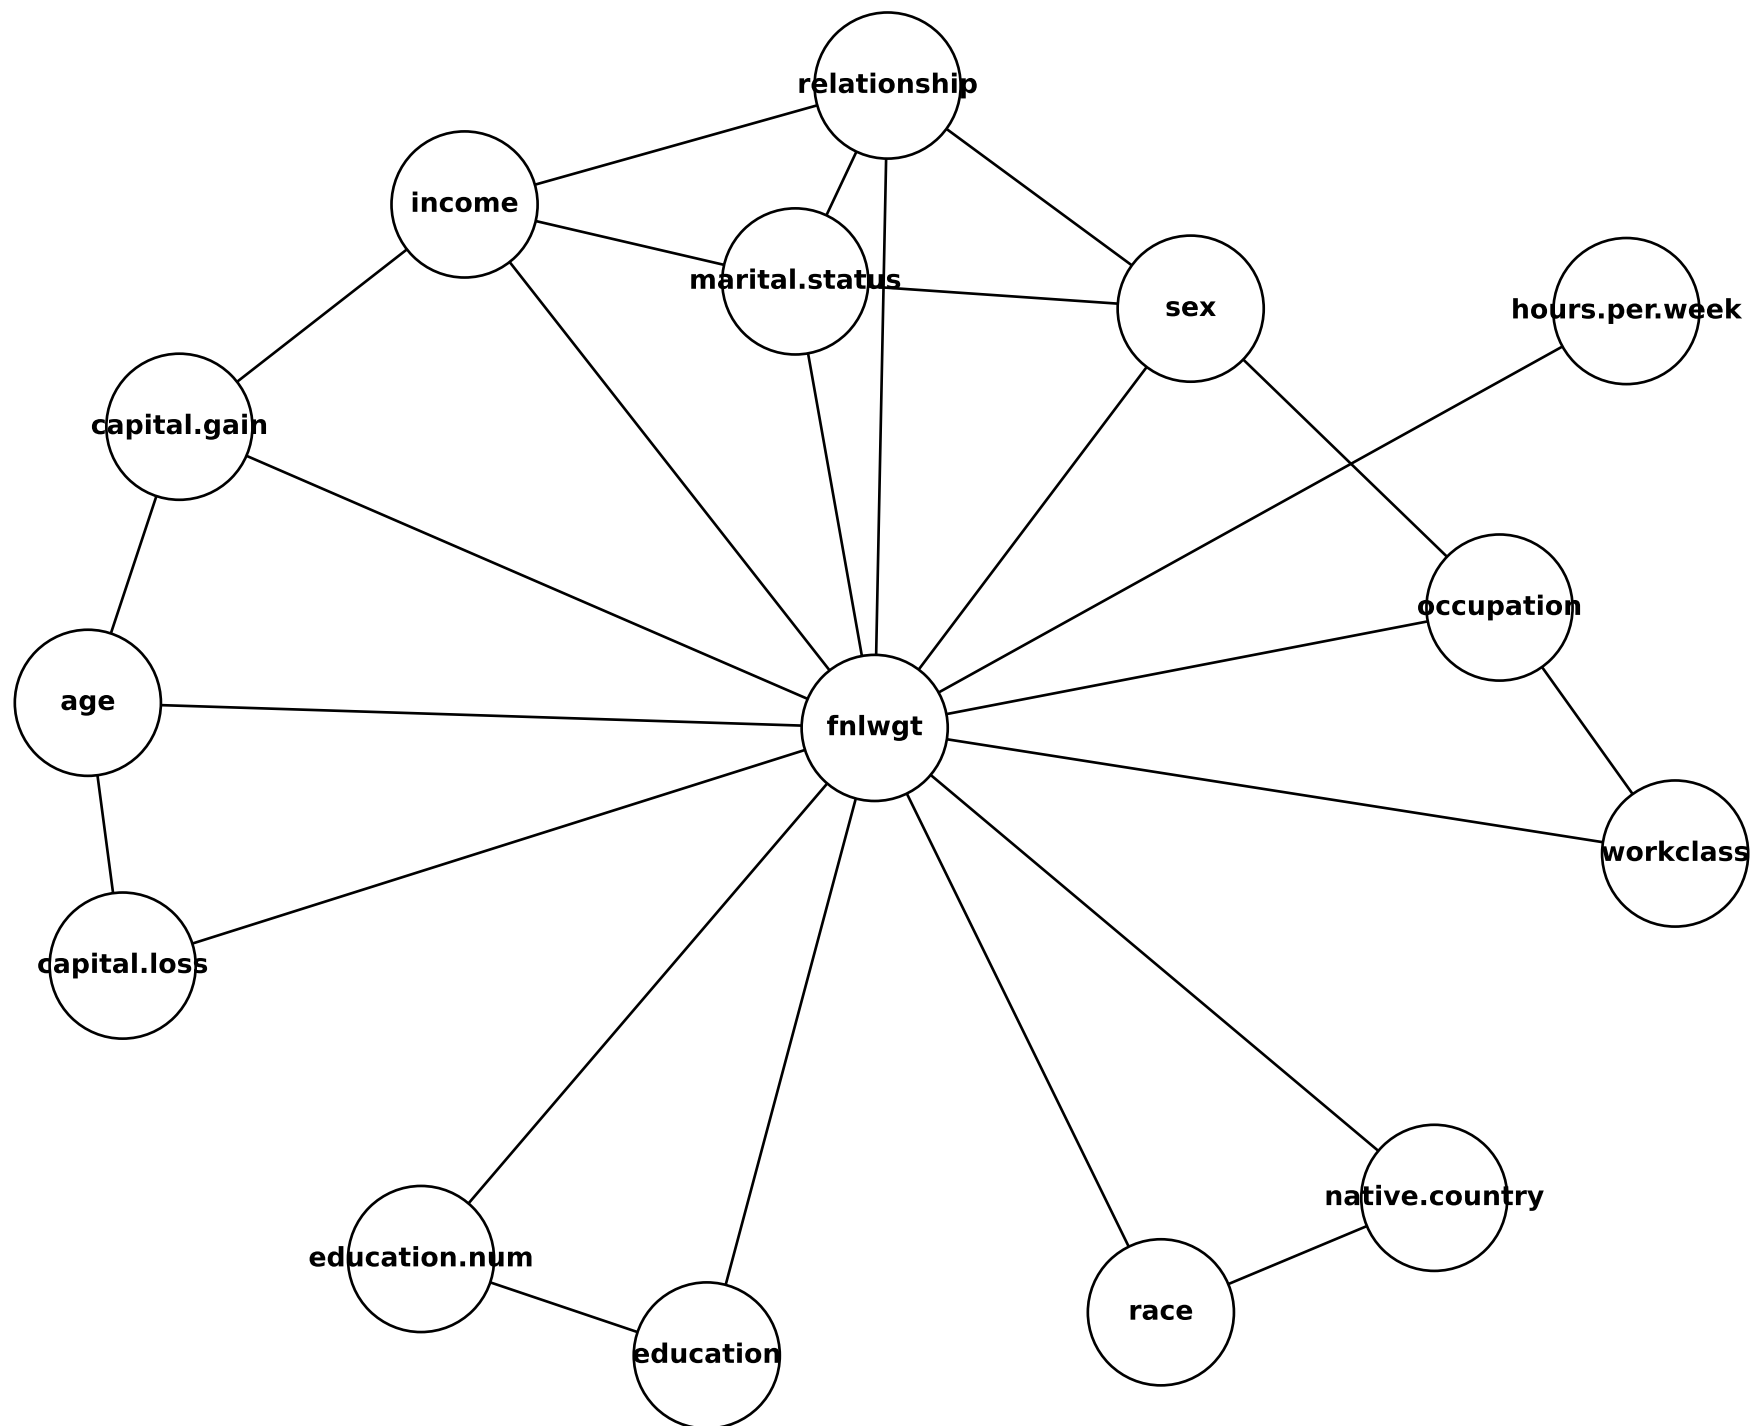 relationship
income
marital.status
sex
hours.per.week
capital.gain
occupation
age
fnlwgt
workclass
capital.loss
native.country
education.num
race
education